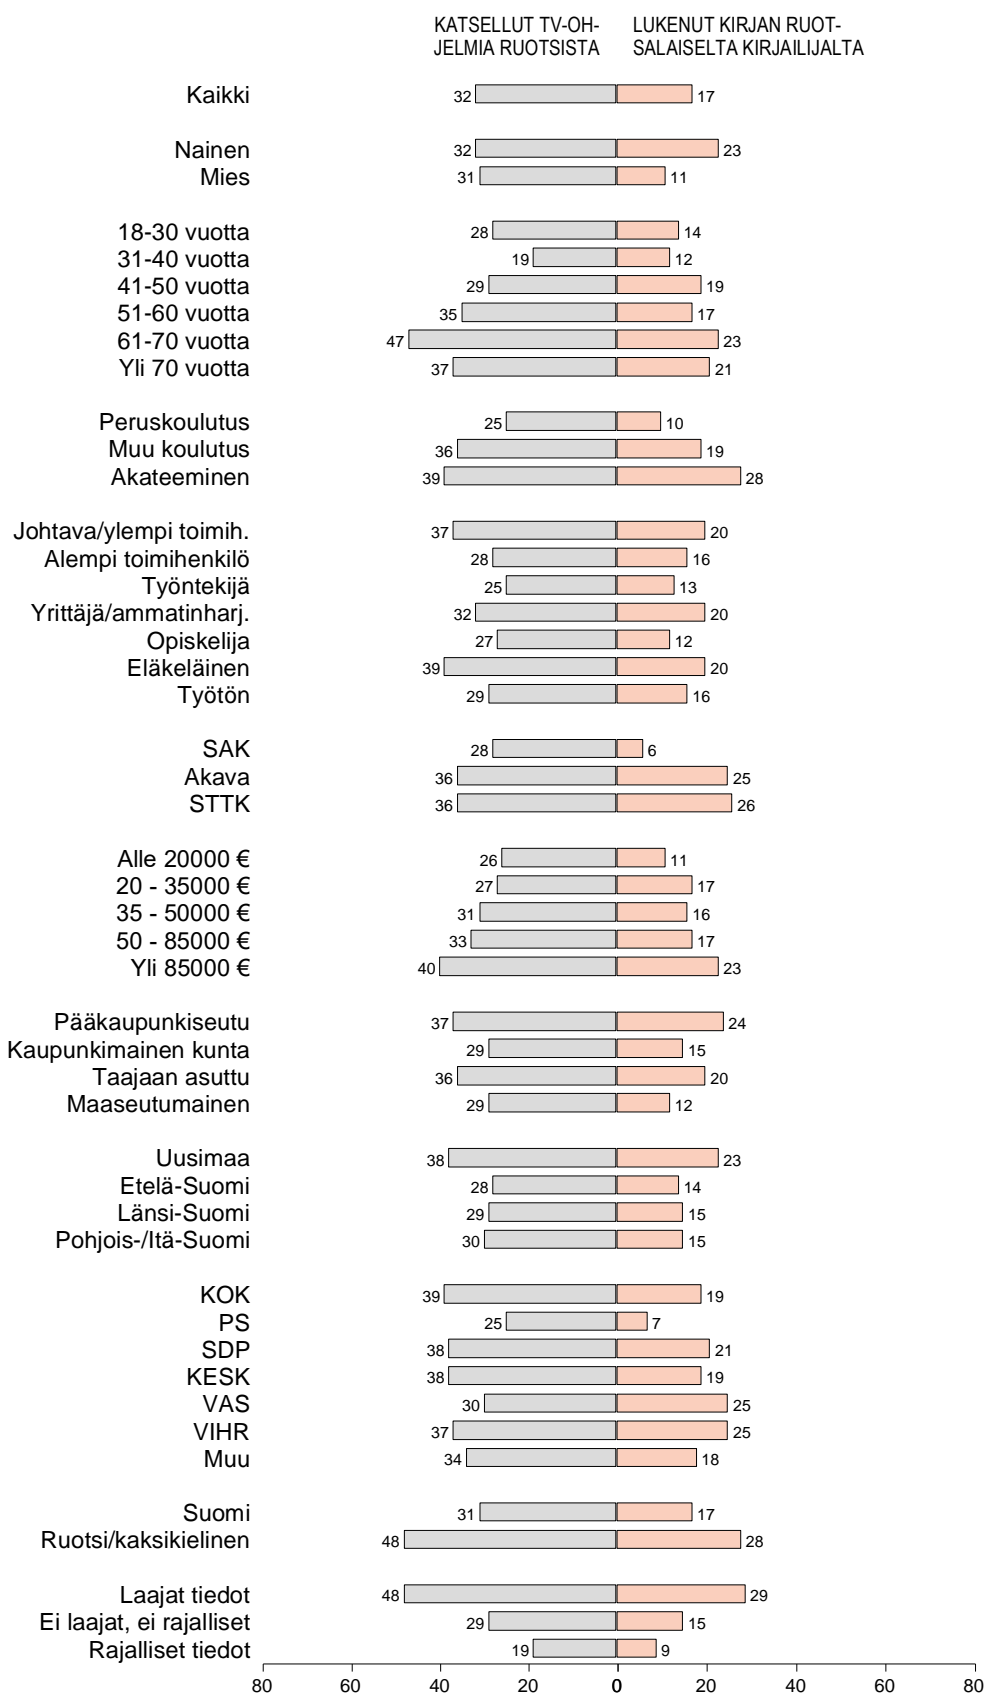 KATSELLUT TV-OH- LUKENUT KIRJAN RUOT-
JELMIA RUOTSISTA SALAISELTA KIRJAILIJALTA
Kaikki 32 17
Nainen 32 23
Mies 31 11
18-30 vuotta 28 14
31-40 vuotta 19 12
41-50 vuotta 29 19
51-60 vuotta 35 17
61-70 vuotta 47 23
Yli 70 vuotta 37 21
Peruskoulutus 25 10
Muu koulutus 36 19
Akateeminen 39 28
Johtava/ylempi toimih. 37 20
Alempi toimihenkilö 28 16
Työntekijä 25 13
Yrittäjä/ammatinharj. 32 20
Opiskelija 27 12
Eläkeläinen 39 20
Työtön 29 16
SAK 28 6
Akava 36 25
STTK 36 26
Alle 20000 € 26 11
20 - 35000 € 27 17
35 - 50000 € 31 16
50 - 85000 € 33 17
Yli 85000 € 40 23
Pääkaupunkiseutu 37 24
Kaupunkimainen kunta 29 15
Taajaan asuttu 36 20
Maaseutumainen 29 12
Uusimaa 38 23
Etelä-Suomi 28 14
Länsi-Suomi 29 15
Pohjois-/Itä-Suomi 30 15
KOK 39 19
PS 25 7
SDP 38 21
KESK 38 19
VAS 30 25
VIHR 37 25
Muu 34 18
Suomi 31 17
Ruotsi/kaksikielinen 48 28
Laajat tiedot 48 29
Ei laajat, ei rajalliset 29 15
Rajalliset tiedot 19 9
80 60 40 20 0 20 40 60 80